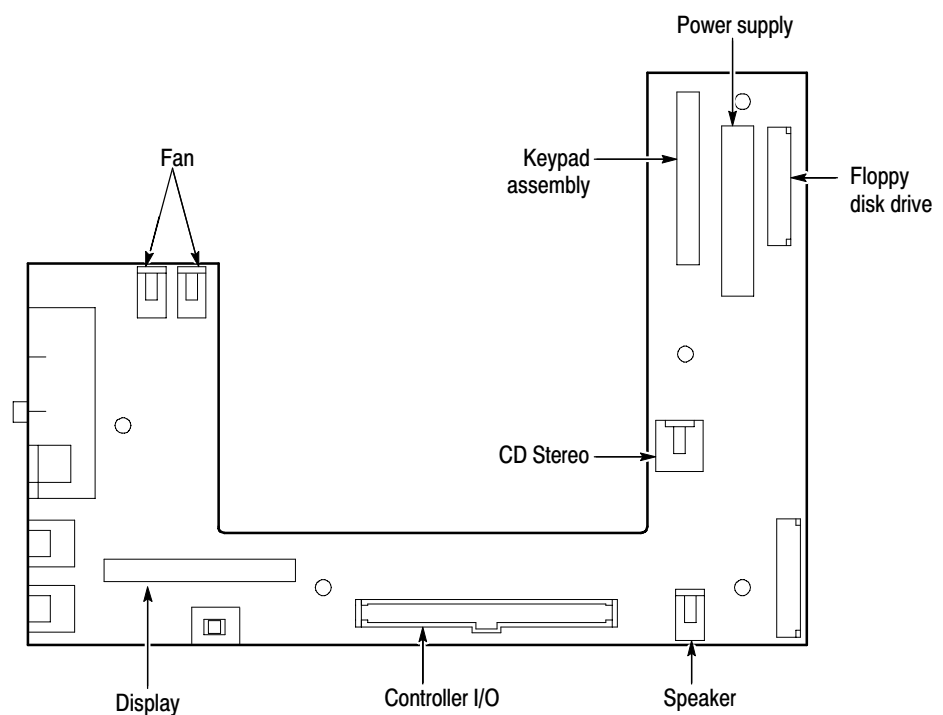 Power supply
Fan
Keypad
assembly
Floppy
disk drive
CD Stereo
Display
Controller I/O
Speaker